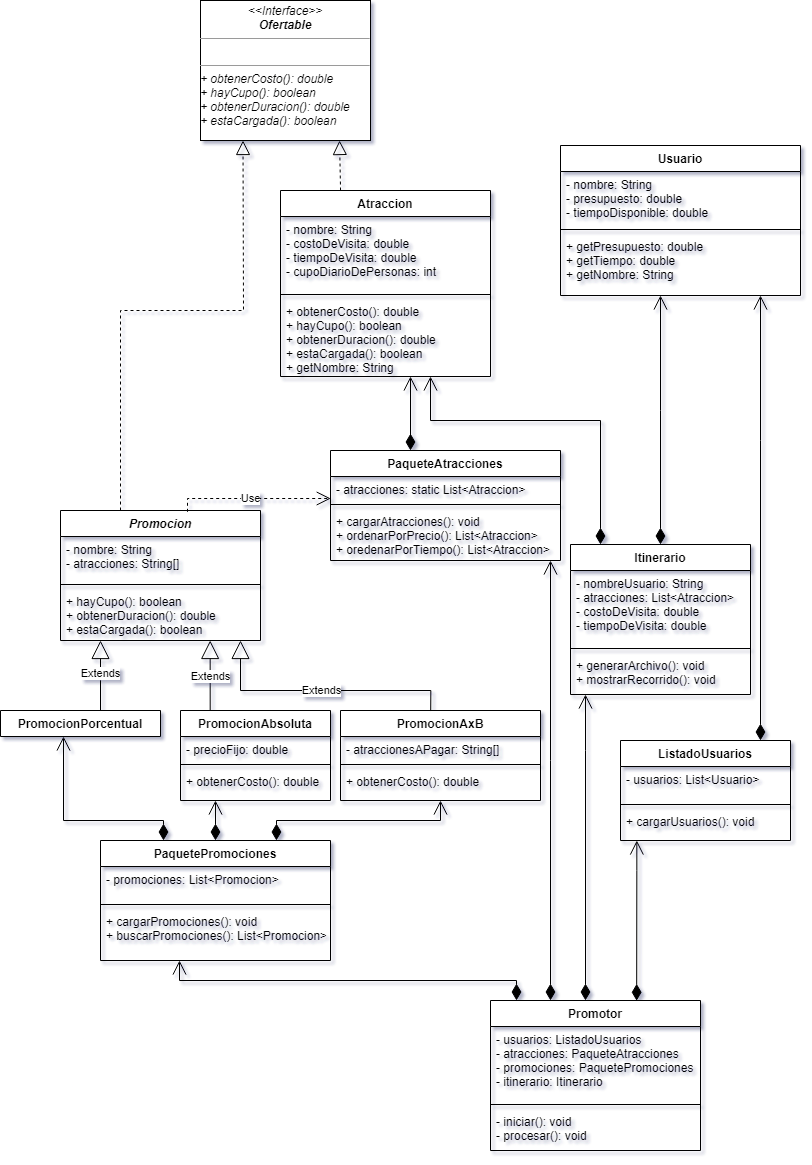 <<Interface>>
Ofertable
+ obtenerCosto(): double
+ hayCupo(): boolean
+ obtenerDuracion(): double
+ estaCargada(): boolean
Usuario
- nombre: String
- presupuesto: double
- tiempoDisponible: double
+ getPresupuesto: double
+ getTiempo: double
+ getNombre: String
Atraccion
- nombre: String
- costoDeVisita: double
- tiempoDeVisita: double
- cupoDiarioDePersonas: int
+ obtenerCosto(): double
+ hayCupo(): boolean
+ obtenerDuracion(): double
+ estaCargada(): boolean
+ getNombre: String
PaqueteAtracciones
- atracciones: static List<Atraccion>
+ cargarAtracciones(): void
+ ordenarPorPrecio(): List<Atraccion>
+ oredenarPorTiempo(): List<Atraccion>
Use
Promocion
- nombre: String
- atracciones: String[]
+ hayCupo(): boolean
+ obtenerDuracion(): double
+ estaCargada(): boolean
Itinerario
- nombreUsuario: String
- atracciones: List<Atraccion>
- costoDeVisita: double
- tiempoDeVisita: double
+ generarArchivo(): void
+ mostrarRecorrido(): void
Extends
Extends
Extends
PromocionPorcentual
PromocionAbsoluta
- precioFijo: double
+ obtenerCosto(): double
PromocionAxB
- atraccionesAPagar: String[]
+ obtenerCosto(): double
ListadoUsuarios
- usuarios: List<Usuario>
+ cargarUsuarios(): void
PaquetePromociones
- promociones: List<Promocion>
+ cargarPromociones(): void
+ buscarPromociones(): List<Promocion>
Promotor
- usuarios: ListadoUsuarios
- atracciones: PaqueteAtracciones
- promociones: PaquetePromociones
- itinerario: Itinerario
- iniciar(): void
- procesar(): void